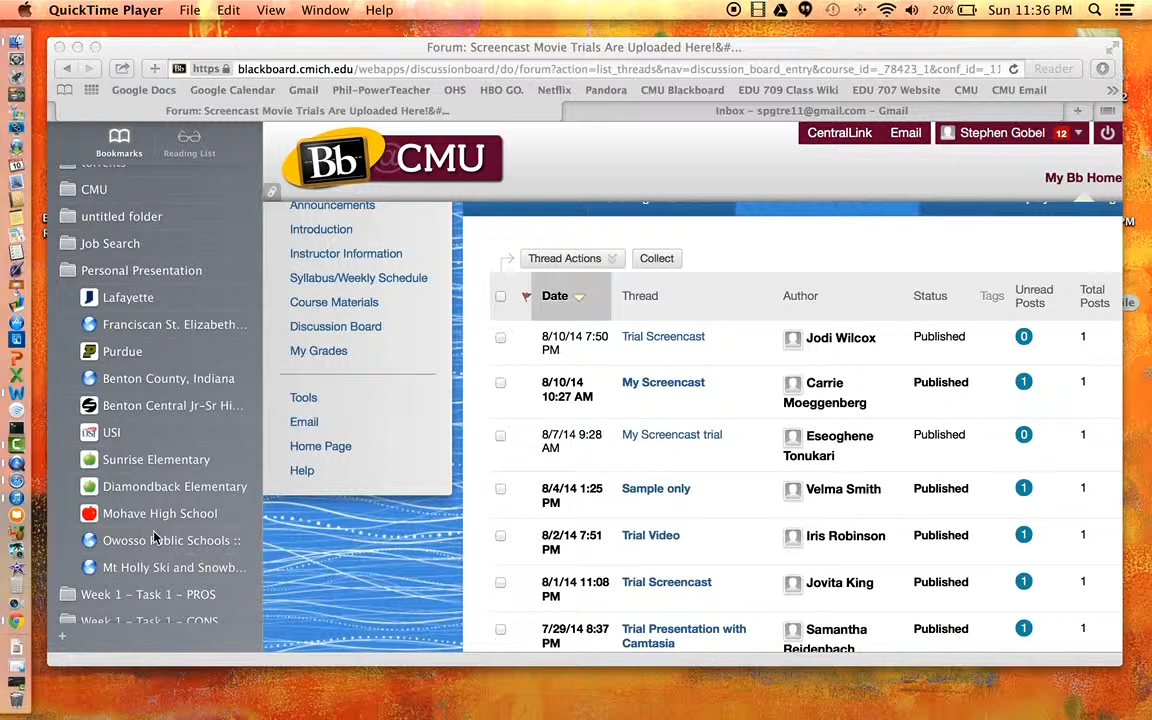 QuickTime Player File Edit View Window Help 20% Sun 11:36 PM
Forum: Screencast Movie Trials Are Uploaded Here!&#...
https blackboard.cmich.edu/webapps/discussionboard/do/forum?action=list_threads&nav=discussion_board_entry&course_id=_78423_1&conf_id=_11 Reader
Google Docs Google Calendar Gmail Phil-PowerTeacher OHS HBO GO. Netflix Pandora CMU Blackboard EDU 709 Class Wiki EDU 707 Website CMU CMU Email
Forum: Screencast Movie Trials Are Uploaded Here!&#... Inbox – spgtre11@gmail.com – Gmail
Bookmarks Reading List
CMU
untitled folder
Job Search
Personal Presentation
Lafayette
Franciscan St. Elizabeth...
Purdue
Benton County, Indiana
Benton Central Jr-Sr Hi...
USI
Sunrise Elementary
Diamondback Elementary
Mohave High School
Owosso Public Schools ::
Mt Holly Ski and Snowb...
Week 1 – Task 1 – PROS
Week 1 – Task 1 – CONS
Bb @CMU
CentralLink Email Stephen Gobel 12
My Bb Home
Announcements
Introduction
Instructor Information
Syllabus/Weekly Schedule
Course Materials
Discussion Board
My Grades
Tools
Email
Home Page
Help
Thread Actions Collect
Date Thread Author Status Tags Unread Posts Total Posts
8/10/14 7:50 PM Trial Screencast Jodi Wilcox Published 0 1
8/10/14 10:27 AM My Screencast Carrie Moeggenberg Published 1 1
8/7/14 9:28 AM My Screencast trial Eseoghene Tonukari Published 0 1
8/4/14 1:25 PM Sample only Velma Smith Published 1 1
8/2/14 7:51 PM Trial Video Iris Robinson Published 1 1
8/1/14 11:08 PM Trial Screencast Jovita King Published 1 1
7/29/14 8:37 PM Trial Presentation with Camtasia Samantha Reidenbach Published 1 1